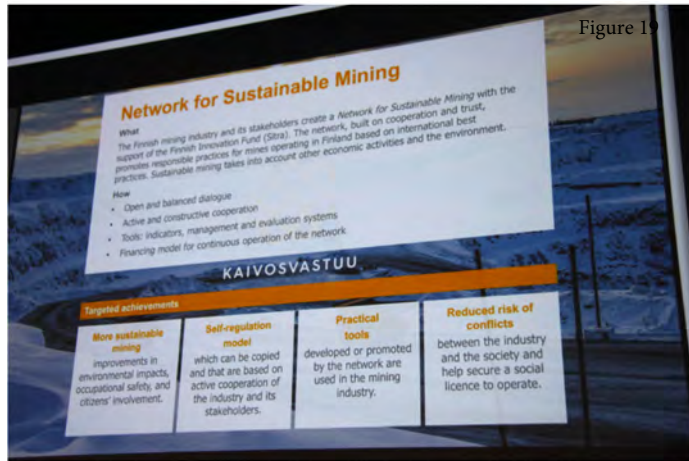 Figure 19
Network for Sustainable Mining
What
The Finnish mining industry and its stakeholders create a Network for Sustainable Mining with the
support of the Finnish Innovation Fund (Sitra). The network, built on cooperation and trust,
promotes responsible practices for mines operating in Finland based on international best
practices. Sustainable mining takes into account other economic activities and the environment.
How
• Open and balanced dialogue
• Active and constructive cooperation
• Tools: indicators, management and evaluation systems
• Financing model for continuous operation of the network
KAIVOSVASTUU
Targeted achievements
More sustainable
mining
improvements in
environmental impacts,
occupational safety, and
citizens' involvement.
Self-regulation
model
which can be copied
and that are based on
active cooperation of
the industry and its
stakeholders.
Practical
tools
developed or promoted
by the network are
used in the mining
industry.
Reduced risk of
conflicts
between the industry
and the society and
help secure a social
licence to operate.